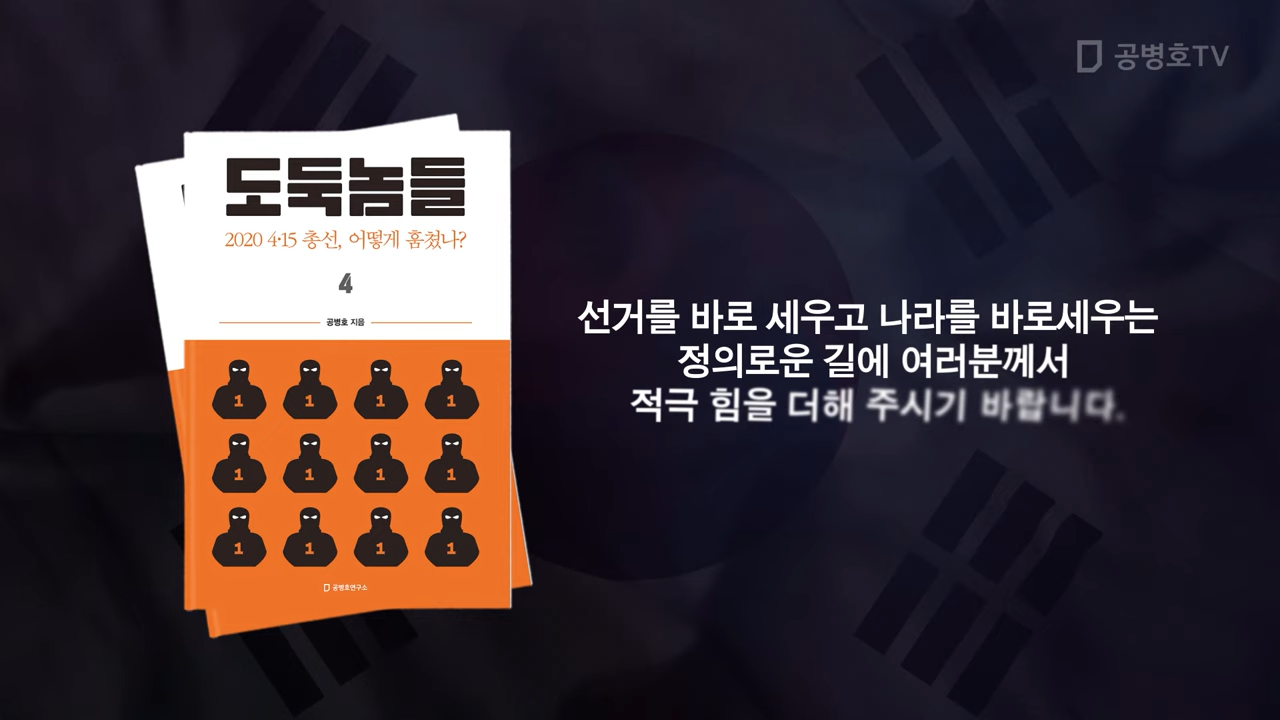 공병호TV
도둑놈들
2020 4·15 총선, 어떻게 훔쳤나?
4
공병호 지음
1 1 1 1
1 1 1 1
1 1 1 1
공병호연구소
선거를 바로 세우고 나라를 바로세우는
정의로운 길에 여러분께서
적극 힘을 더해 주시기 바랍니다.